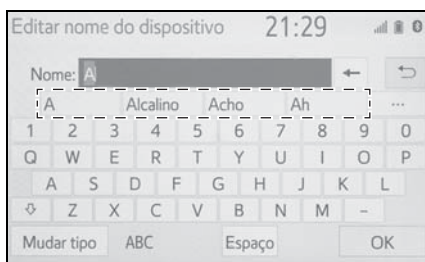 Editar nome do dispositivo 21:29
Nome: A
A Alcalino Acho Ah ...
1 2 3 4 5 6 7 8 9 0
Q W E R T Y U I O P
A S D F G H J K L
Z X C V B N M -
Mudar tipo ABC Espaço OK